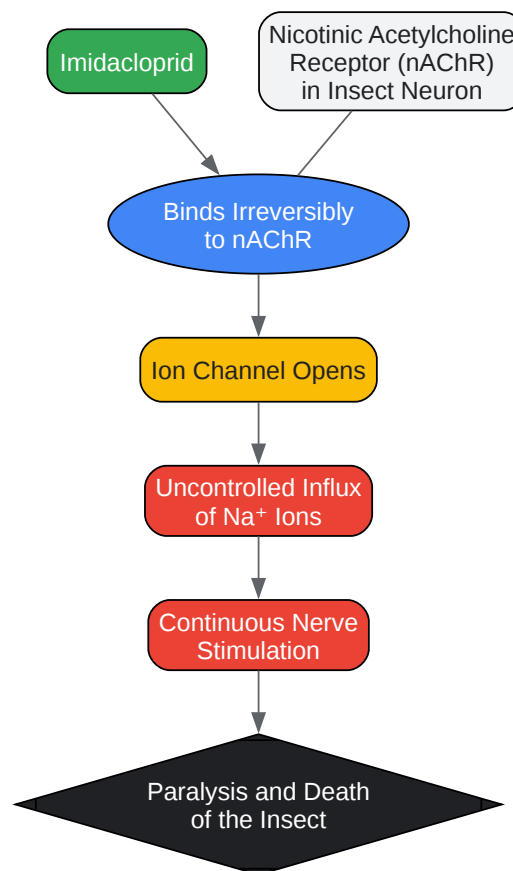 Imidacloprid
Nicotinic Acetylcholine
Receptor (nAChR)
in Insect Neuron
Binds Irreversibly
to nAChR
Ion Channel Opens
Uncontrolled Influx
of Na⁺ Ions
Continuous Nerve
Stimulation
Paralysis and Death
of the Insect